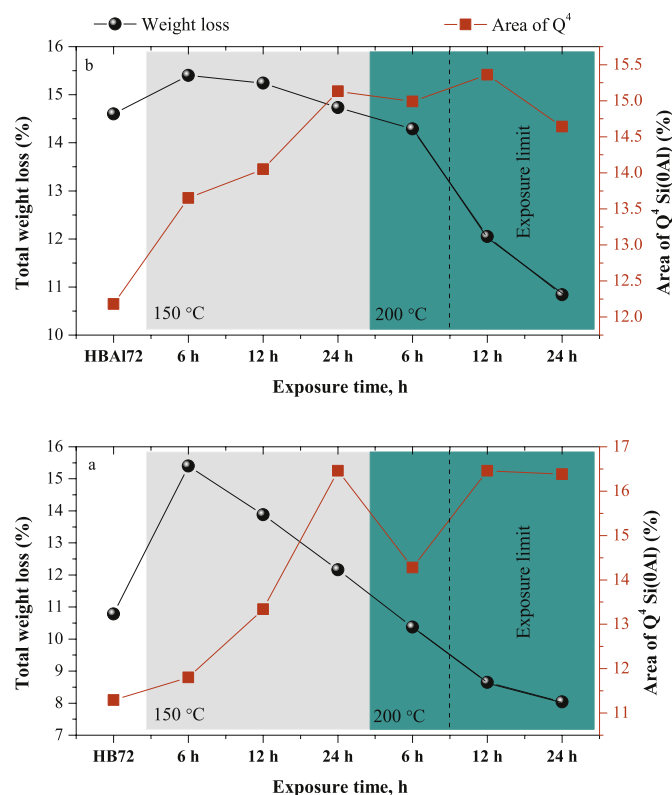 Weight loss Area of Q⁴
b
16
15
14
13
12
11
10
Total weight loss (%)
15.5
15.0
14.5
14.0
13.5
13.0
12.5
12.0
Area of Q⁴ Si(0Al) (%)
150 °C 200 °C
Exposure limit
HBAl72 6 h 12 h 24 h 6 h 12 h 24 h
Exposure time, h
a
16
15
14
13
12
11
10
9
8
7
Total weight loss (%)
17
16
15
14
13
12
11
Area of Q⁴ Si(0Al) (%)
150 °C 200 °C
Exposure limit
HB72 6 h 12 h 24 h 6 h 12 h 24 h
Exposure time, h